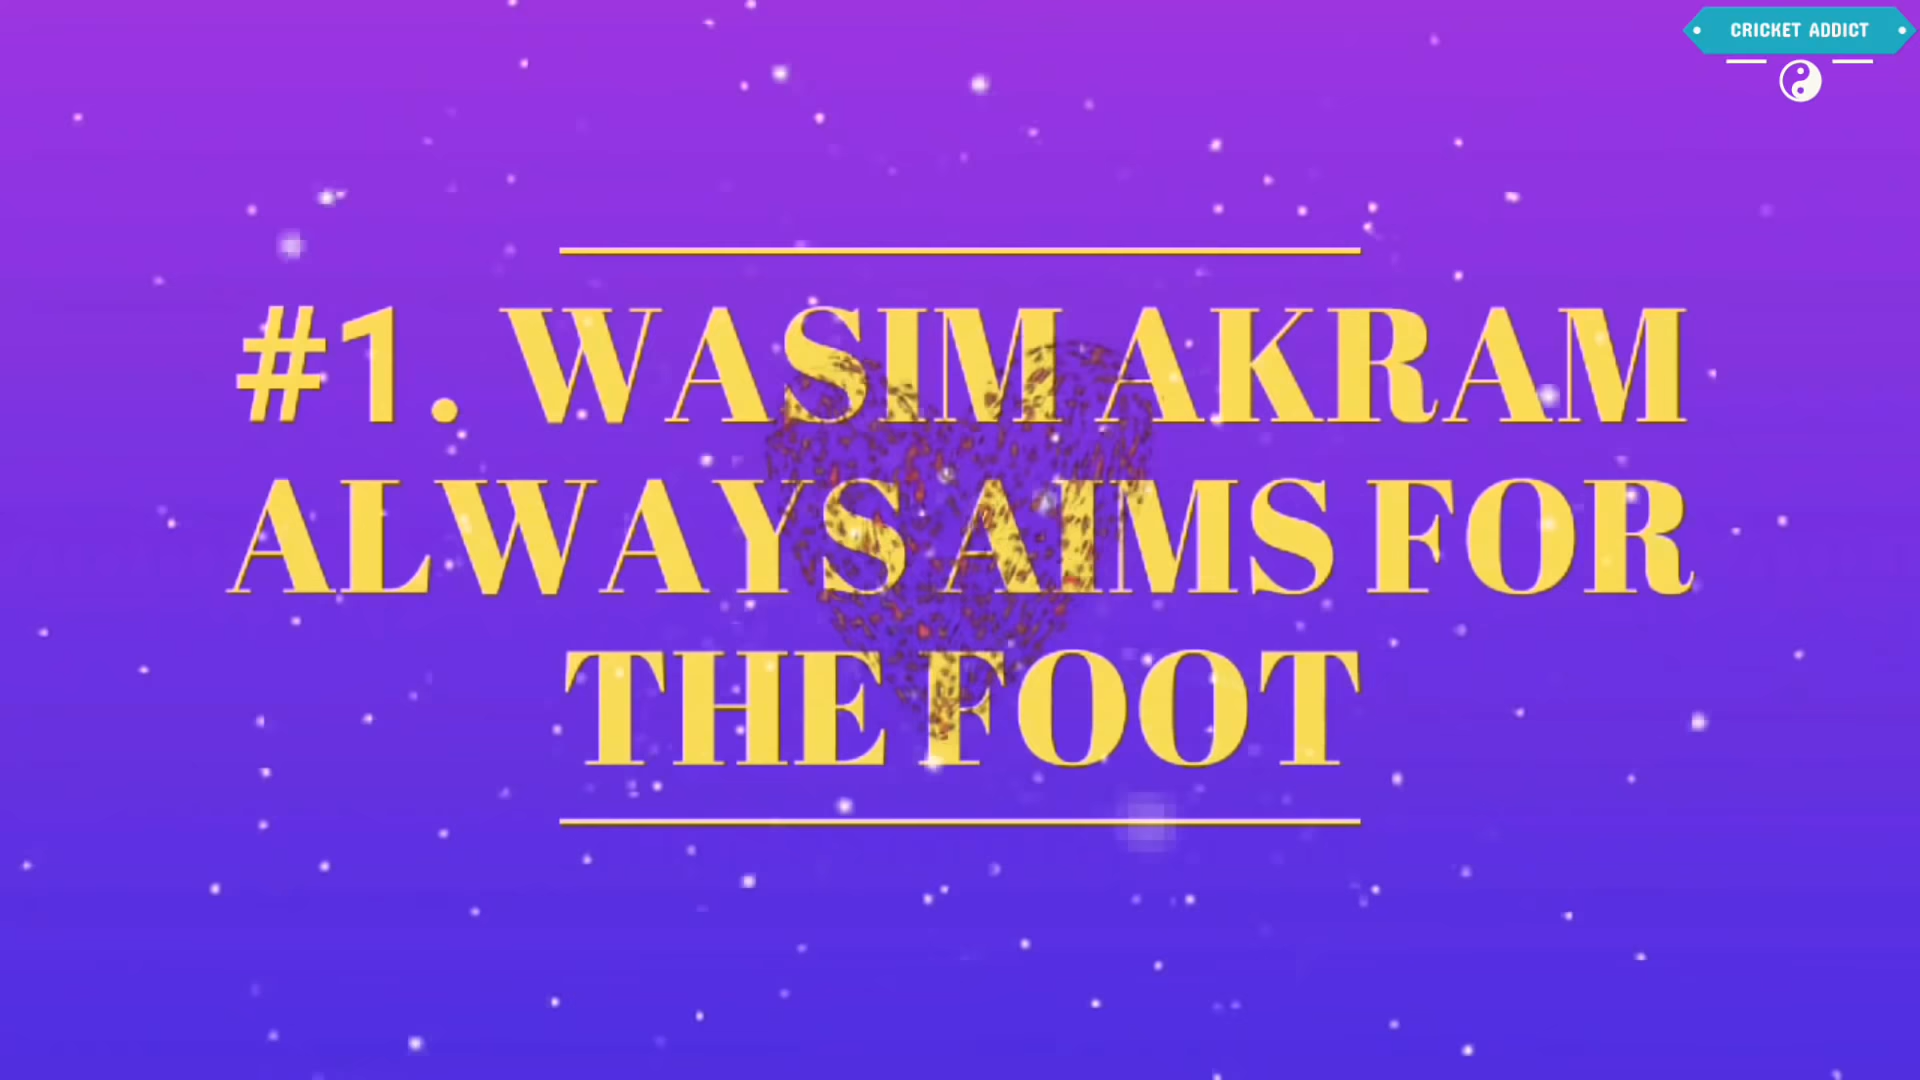 CRICKET ADDICT
#1. WASIM AKRAM
ALWAYS AIMS FOR
THE FOOT